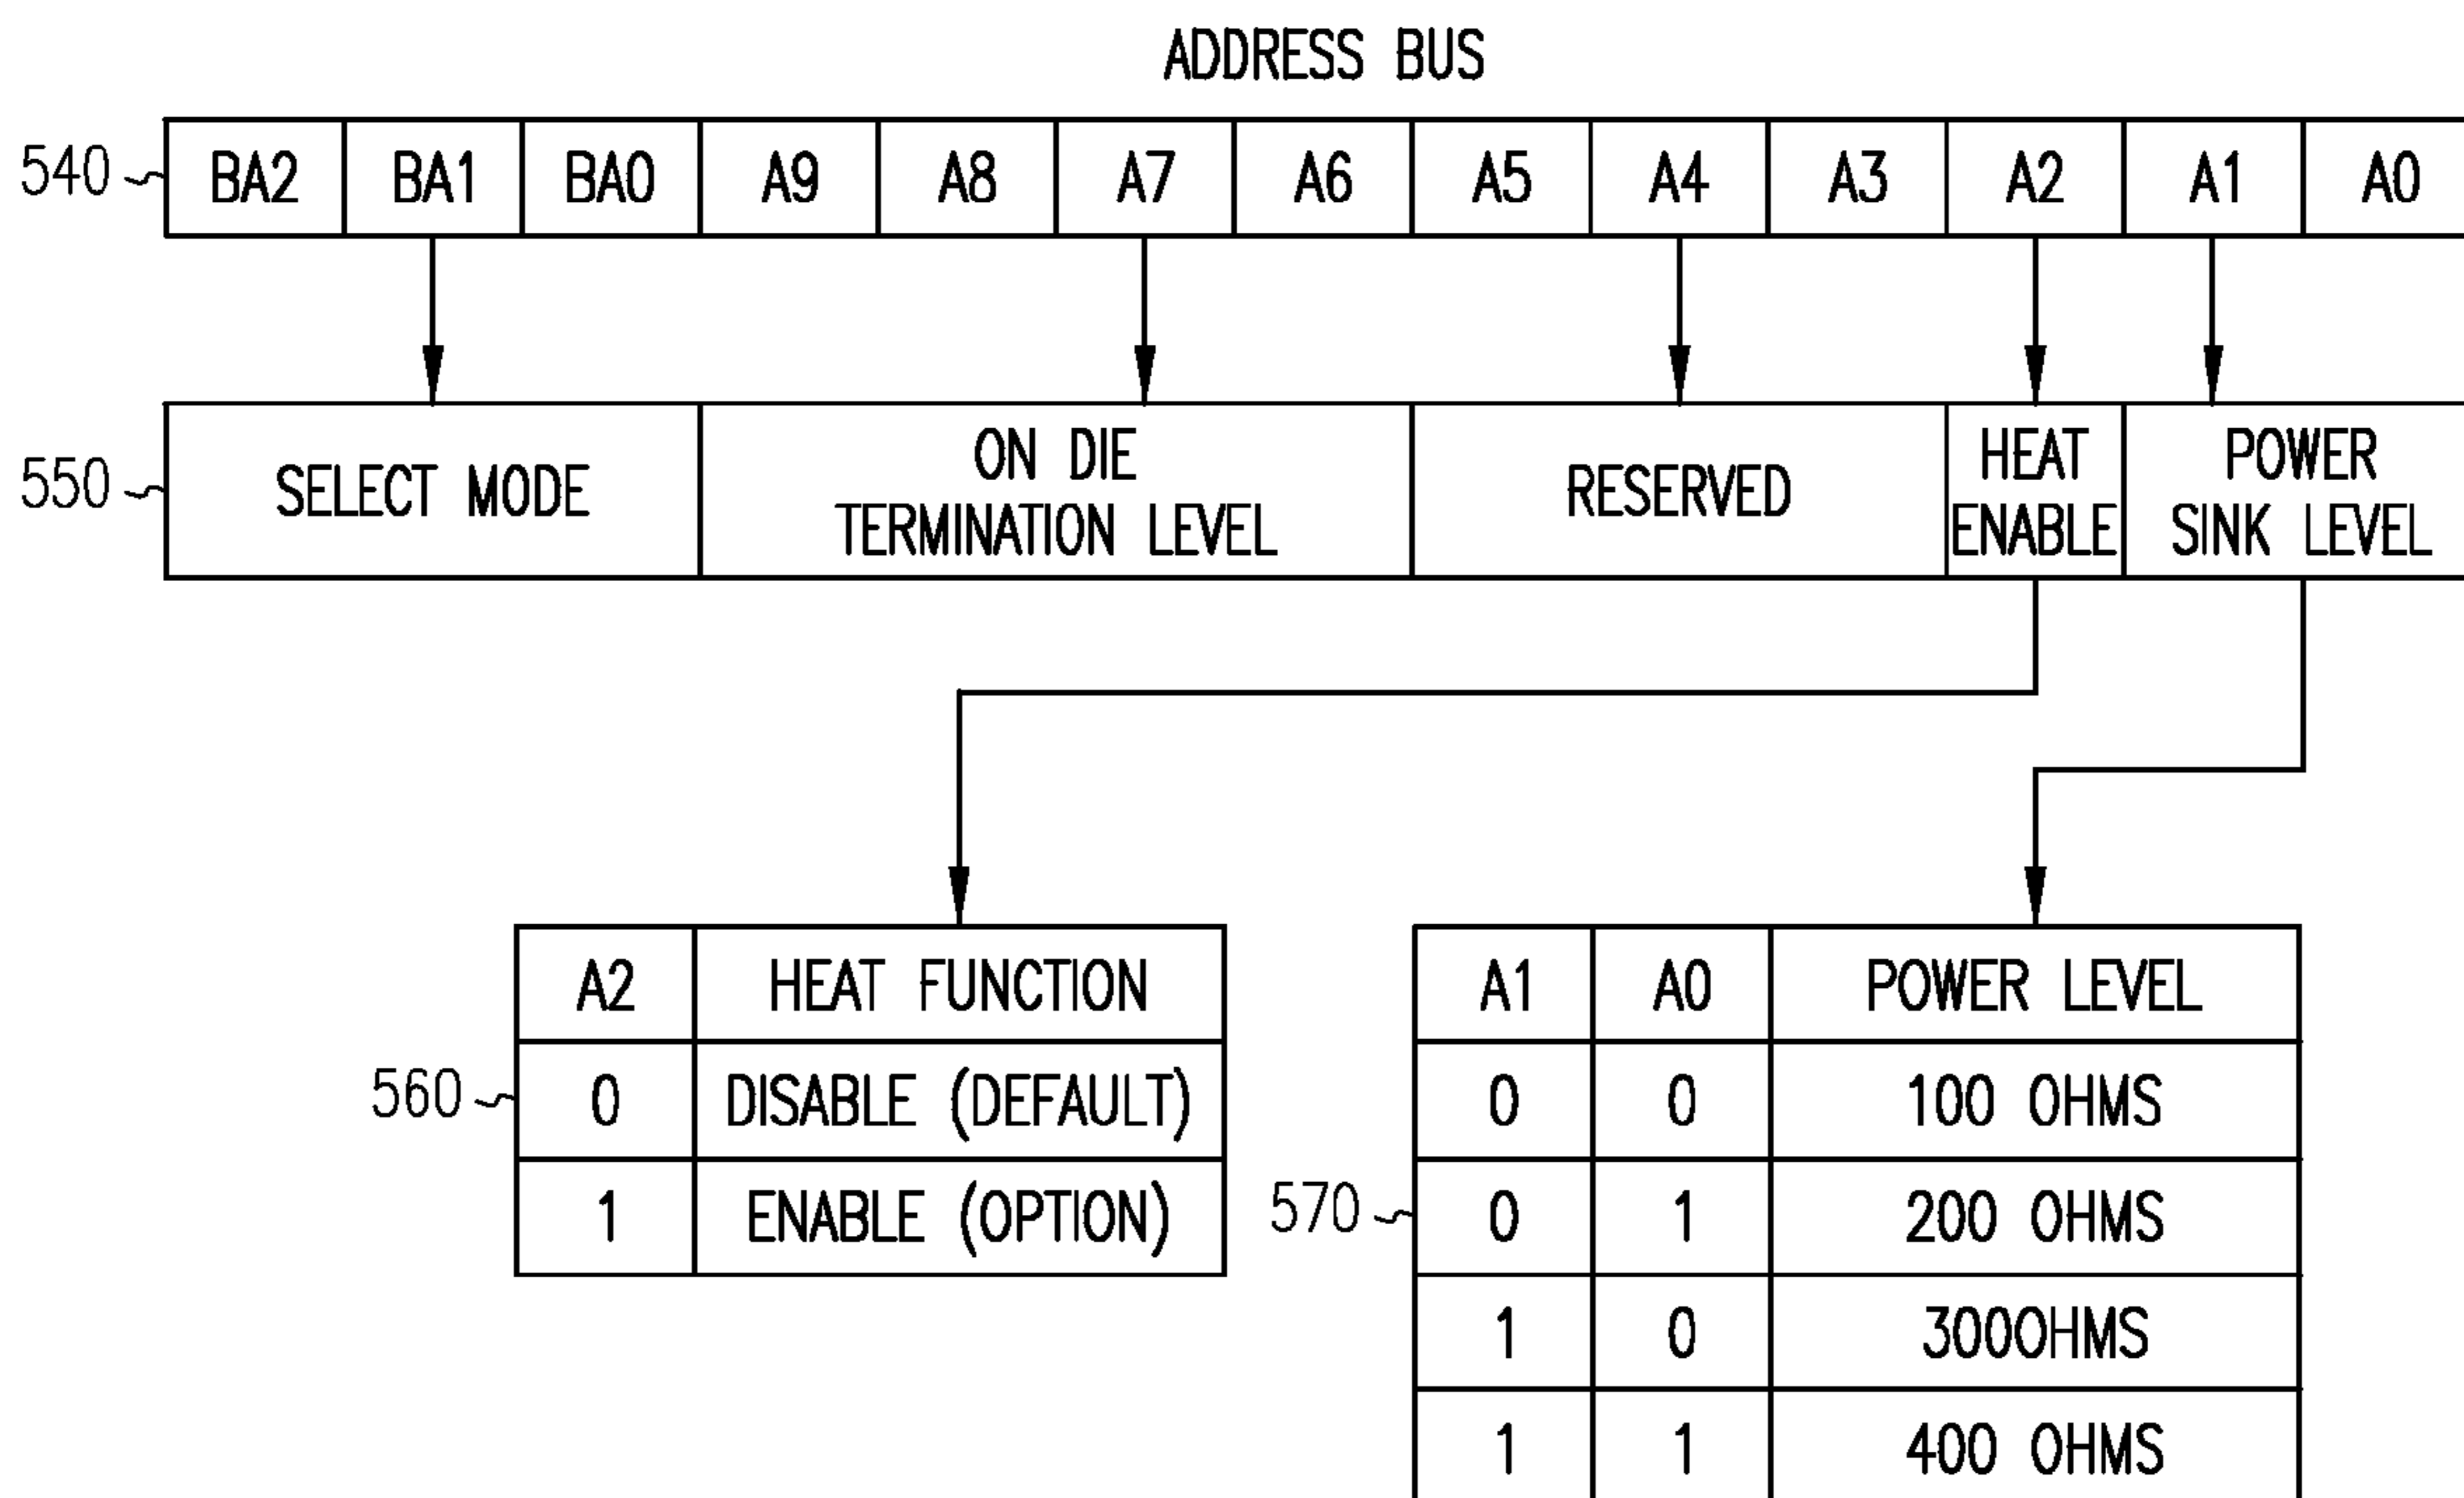 ADDRESS BUS
540 BA2 BA1 BA0 A9 A8 A7 A6 A5 A4 A3 A2 A1 A0
550 SELECT MODE ON DIE TERMINATION LEVEL RESERVED HEAT ENABLE POWER SINK LEVEL
A2 HEAT FUNCTION
560 0 DISABLE (DEFAULT)
1 ENABLE (OPTION)
A1 A0 POWER LEVEL
0 0 100 OHMS
570 0 1 200 OHMS
1 0 300OHMS
1 1 400 OHMS